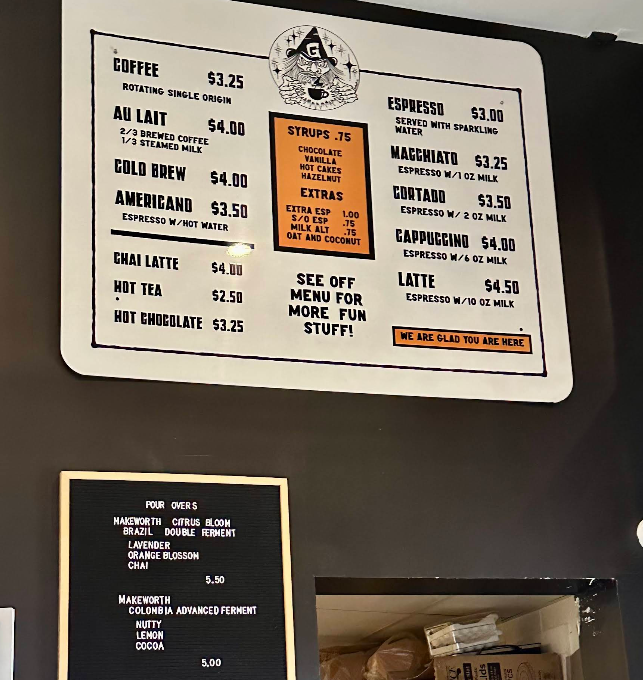 COFFEE $3.25
ROTATING SINGLE ORIGIN
AU LAIT $4.00
2/3 BREWED COFFEE
1/3 STEAMED MILK
COLD BREW $4.00
AMERICANO $3.50
ESPRESSO W/HOT WATER
CHAI LATTE $4.00
HOT TEA $2.50
HOT CHOCOLATE $3.25
G
SYRUPS .75
CHOCOLATE
VANILLA
HOT CAKES
HAZELNUT
EXTRAS
EXTRA ESP 1.00
S/O ESP .75
MILK ALT .75
OAT AND COCONUT
SEE OFF
MENU FOR
MORE FUN
STUFF!
ESPRESSO $3.00
SERVED WITH SPARKLING
WATER
MACCHIATO $3.25
ESPRESSO W/1 OZ MILK
CORTADO $3.50
ESPRESSO W/ 2 OZ MILK
CAPPUCCINO $4.00
ESPRESSO W/6 OZ MILK
LATTE $4.50
ESPRESSO W/10 OZ MILK
WE ARE GLAD YOU ARE HERE
POUR OVERS
MAKEWORTH CITRUS BLOOM
BRAZIL DOUBLE FERMENT
LAVENDER
ORANGE BLOSSON
CHAI
5.50
MAKEWORTH
COLOMBIA ADVANCED FERMENT
NUTTY
LEMON
COCOA
5.00